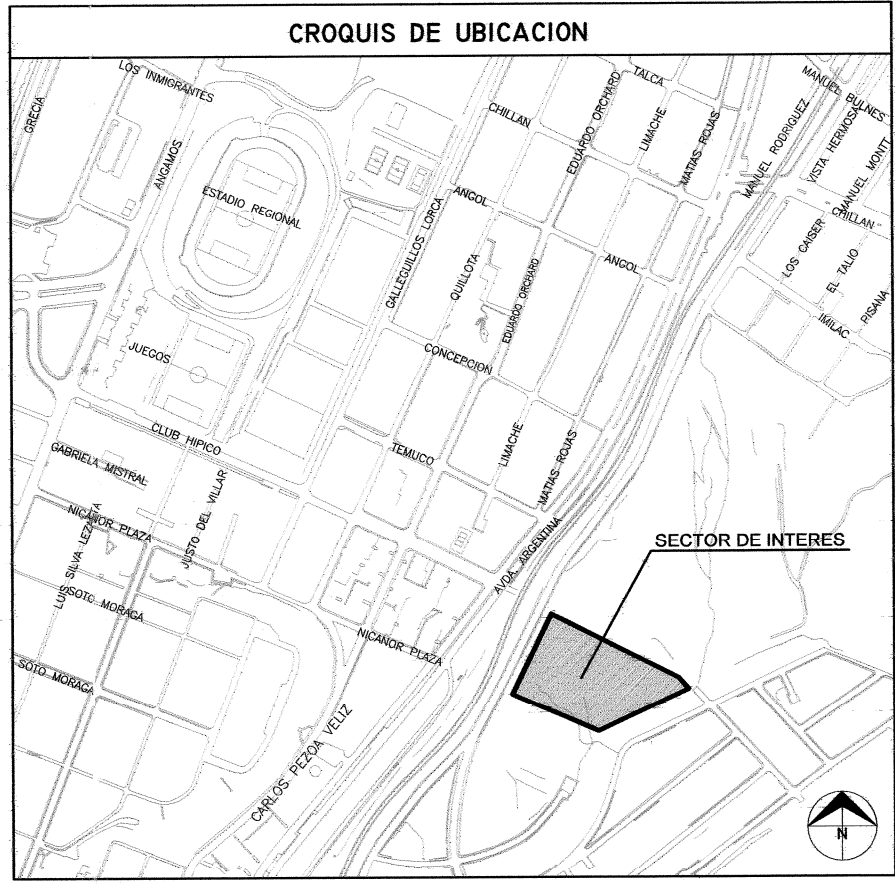 CROQUIS DE UBICACION
LOS INMIGRANTES
GRECIA
ANGAMOS
ESTADIO REGIONAL
CHILLAN
EDUARDO ORCHARD
TALCA
LIMACHE
MATIAS ROJAS
MANUEL RODRIGUEZ
MANUEL BULNES
VISTA HERMOSA
MANUEL MONTT
CHILLAN
ANGOL
GALLEGUILLOS LORCA
QUILLOTA
EDUARDO ORCHARD
ANGOL
LOS CAISER
EL TALIO
PISANA
IMILAC
JUEGOS
CONCEPCION
CLUB HIPICO
TEMUCO
LIMACHE
MATIAS ROJAS
GABRIELA MISTRAL
NICANOR PLAZA
JUSTO DEL VILLAR
LUIS SILVA LEZAETA
AVDA. ARGENTINA
SECTOR DE INTERES
SOTO MORAGA
NICANOR PLAZA
SOTO MORAGA
CARLOS PEZOA VELIZ
N